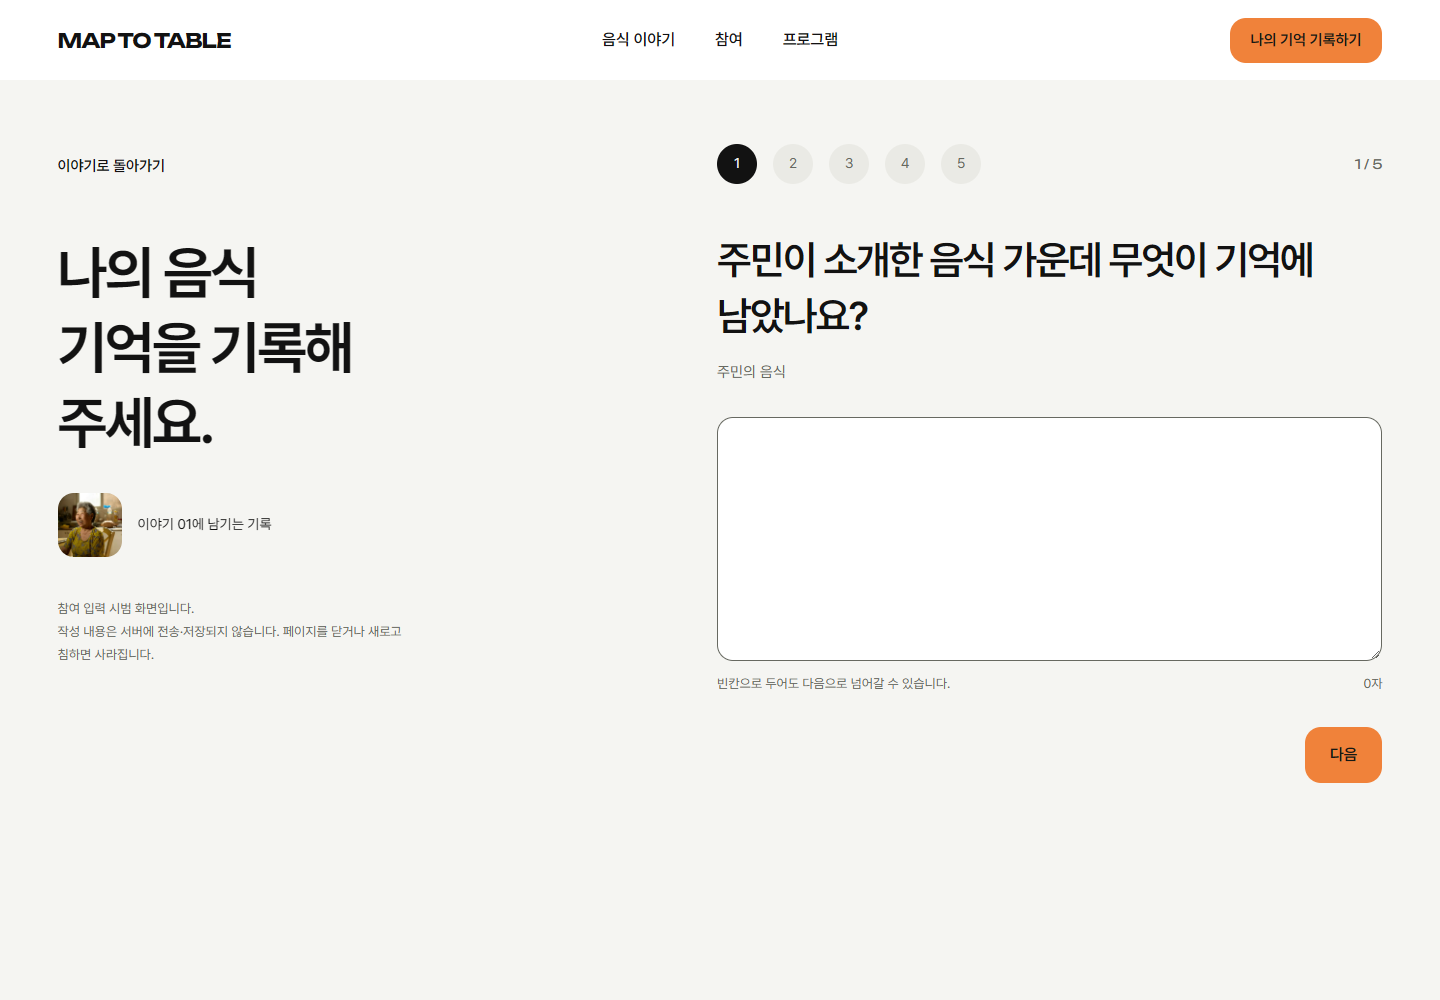 MAP TO TABLE
음식 이야기
참여
프로그램
나의 기억 기록하기
이야기로 돌아가기
나의 음식
기억을 기록해
주세요.
이야기 01에 남기는 기록
참여 입력 시범 화면입니다.
작성 내용은 서버에 전송·저장되지 않습니다. 페이지를 닫거나 새로고
침하면 사라집니다.
1
2
3
4
5
1 / 5
주민이 소개한 음식 가운데 무엇이 기억에
남았나요?
주민의 음식
빈칸으로 두어도 다음으로 넘어갈 수 있습니다.
0자
다음